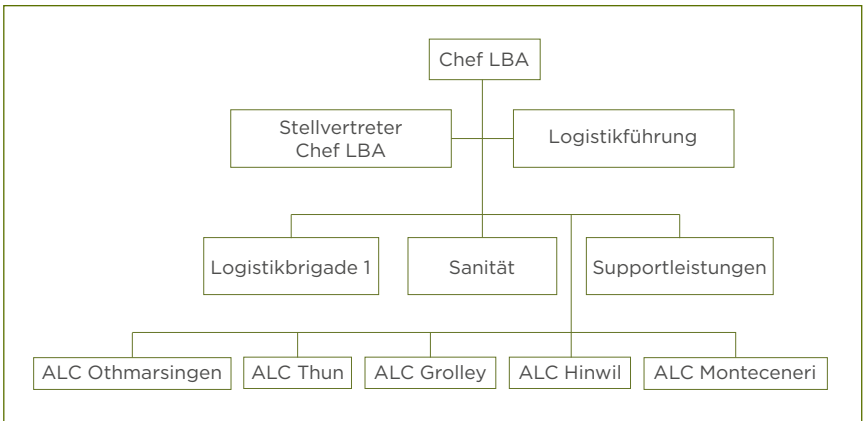 Chef LBA
Stellvertreter
Chef LBA
Logistikführung
Logistikbrigade 1
Sanität
Supportleistungen
ALC Othmarsingen
ALC Thun
ALC Grolley
ALC Hinwil
ALC Monteceneri